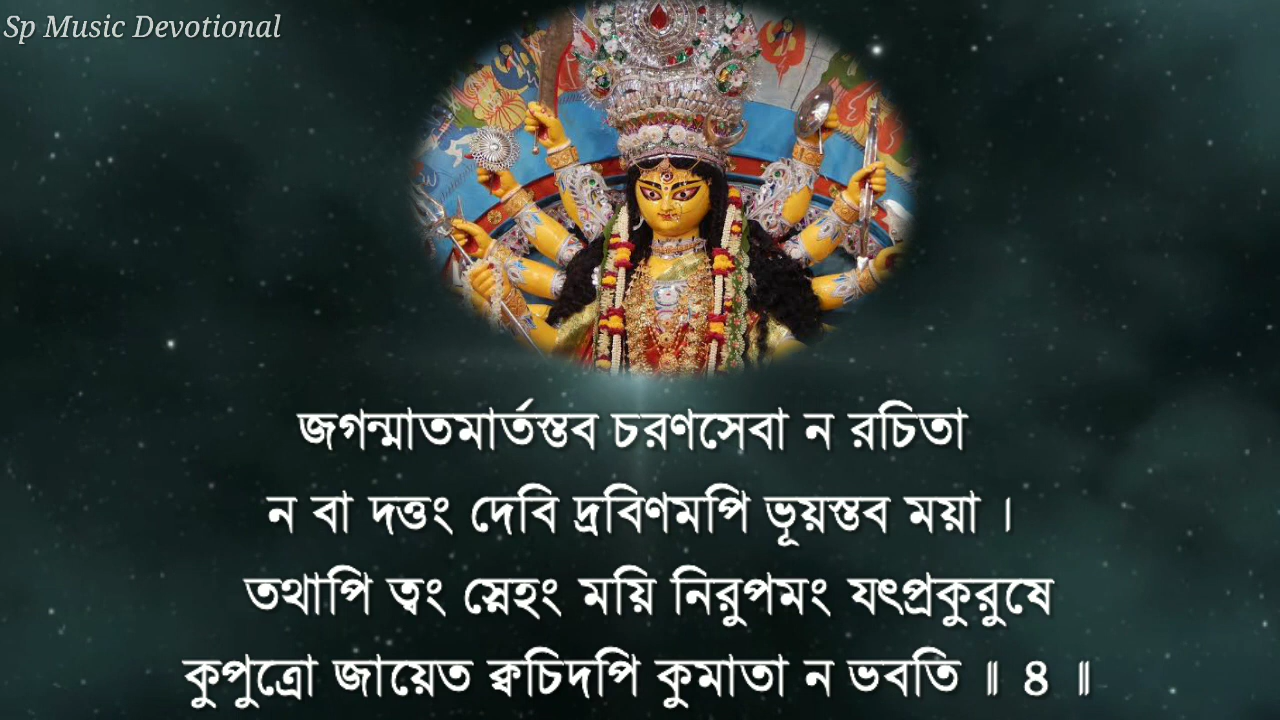 Sp Music Devotional
জগন্মাতমার্তস্তব চরণসেবা ন রচিতা
ন বা দত্তং দেবি দ্রবিণমপি ভূয়স্তব ময়া ।
তথাপি ত্বং স্নেহং ময়ি নিরুপমং যৎপ্রকুরুষে
কুপুত্রো জায়েত ক্বচিদপি কুমাতা ন ভবতি ॥ ৪ ॥